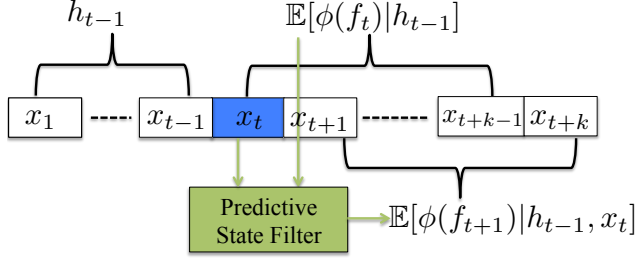 h_{t-1} 𝔼[ϕ(f_t)|h_{t-1}]
x_1 x_{t-1} x_t x_{t+1} x_{t+k-1} x_{t+k}
Predictive
State Filter
𝔼[ϕ(f_{t+1})|h_{t-1}, x_t]